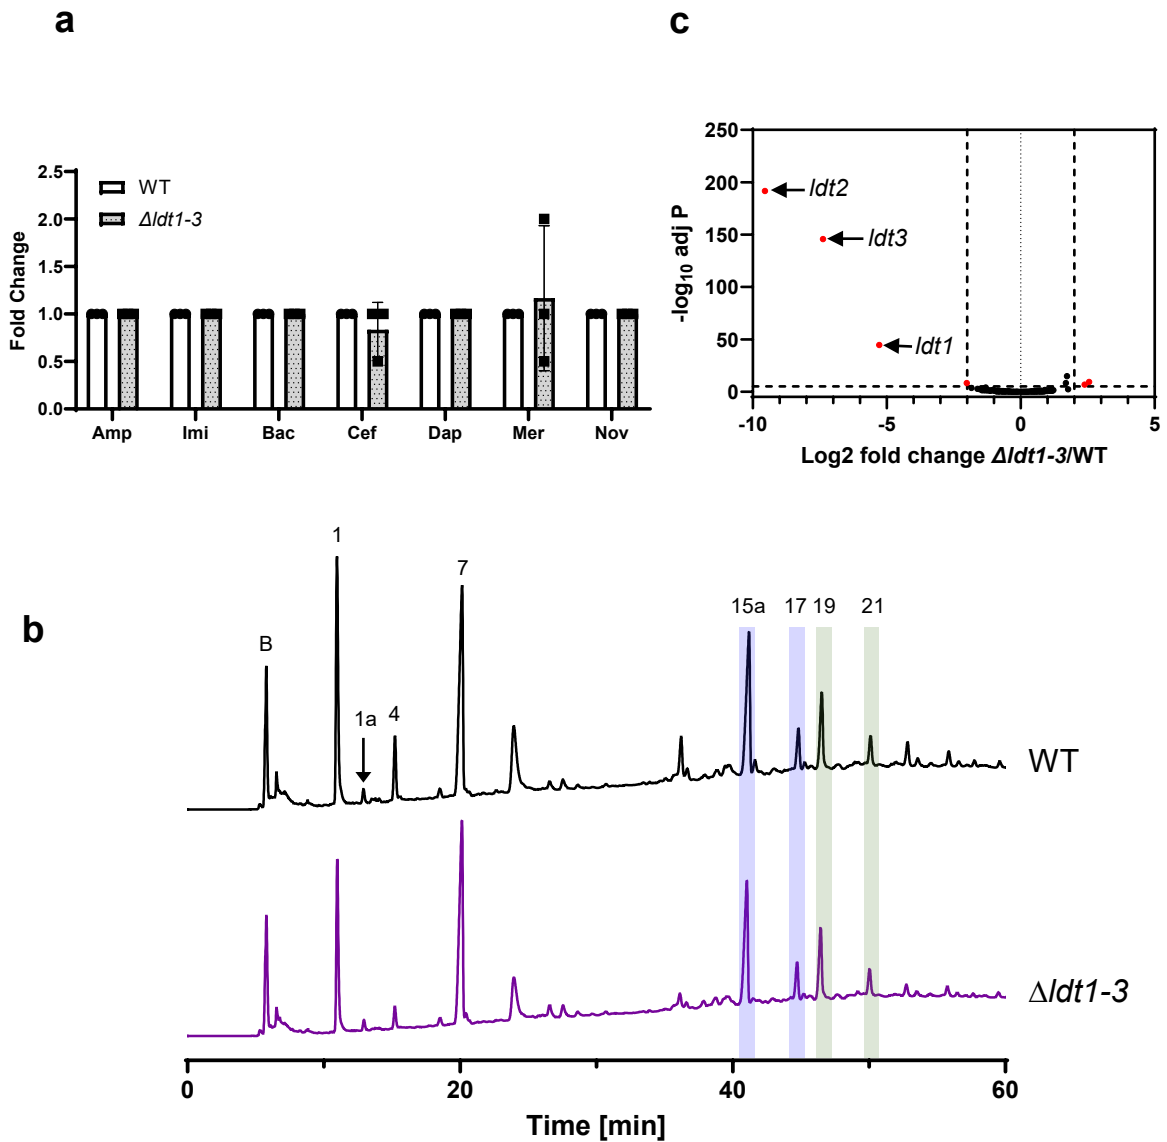 a
2.5
2.0
1.5
1.0
0.5
0.0
Fold Change
WT
Δldt1-3
Amp Imi Bac Cef Dap Mer Nov
c
250
200
150
100
50
0
-log10 adj P
ldt2
ldt3
ldt1
-10 -5 0 5
Log2 fold change Δldt1-3/WT
b
B 1 1a 4 7 15a 17 19 21
WT
Δldt1-3
0 20 40 60
Time [min]